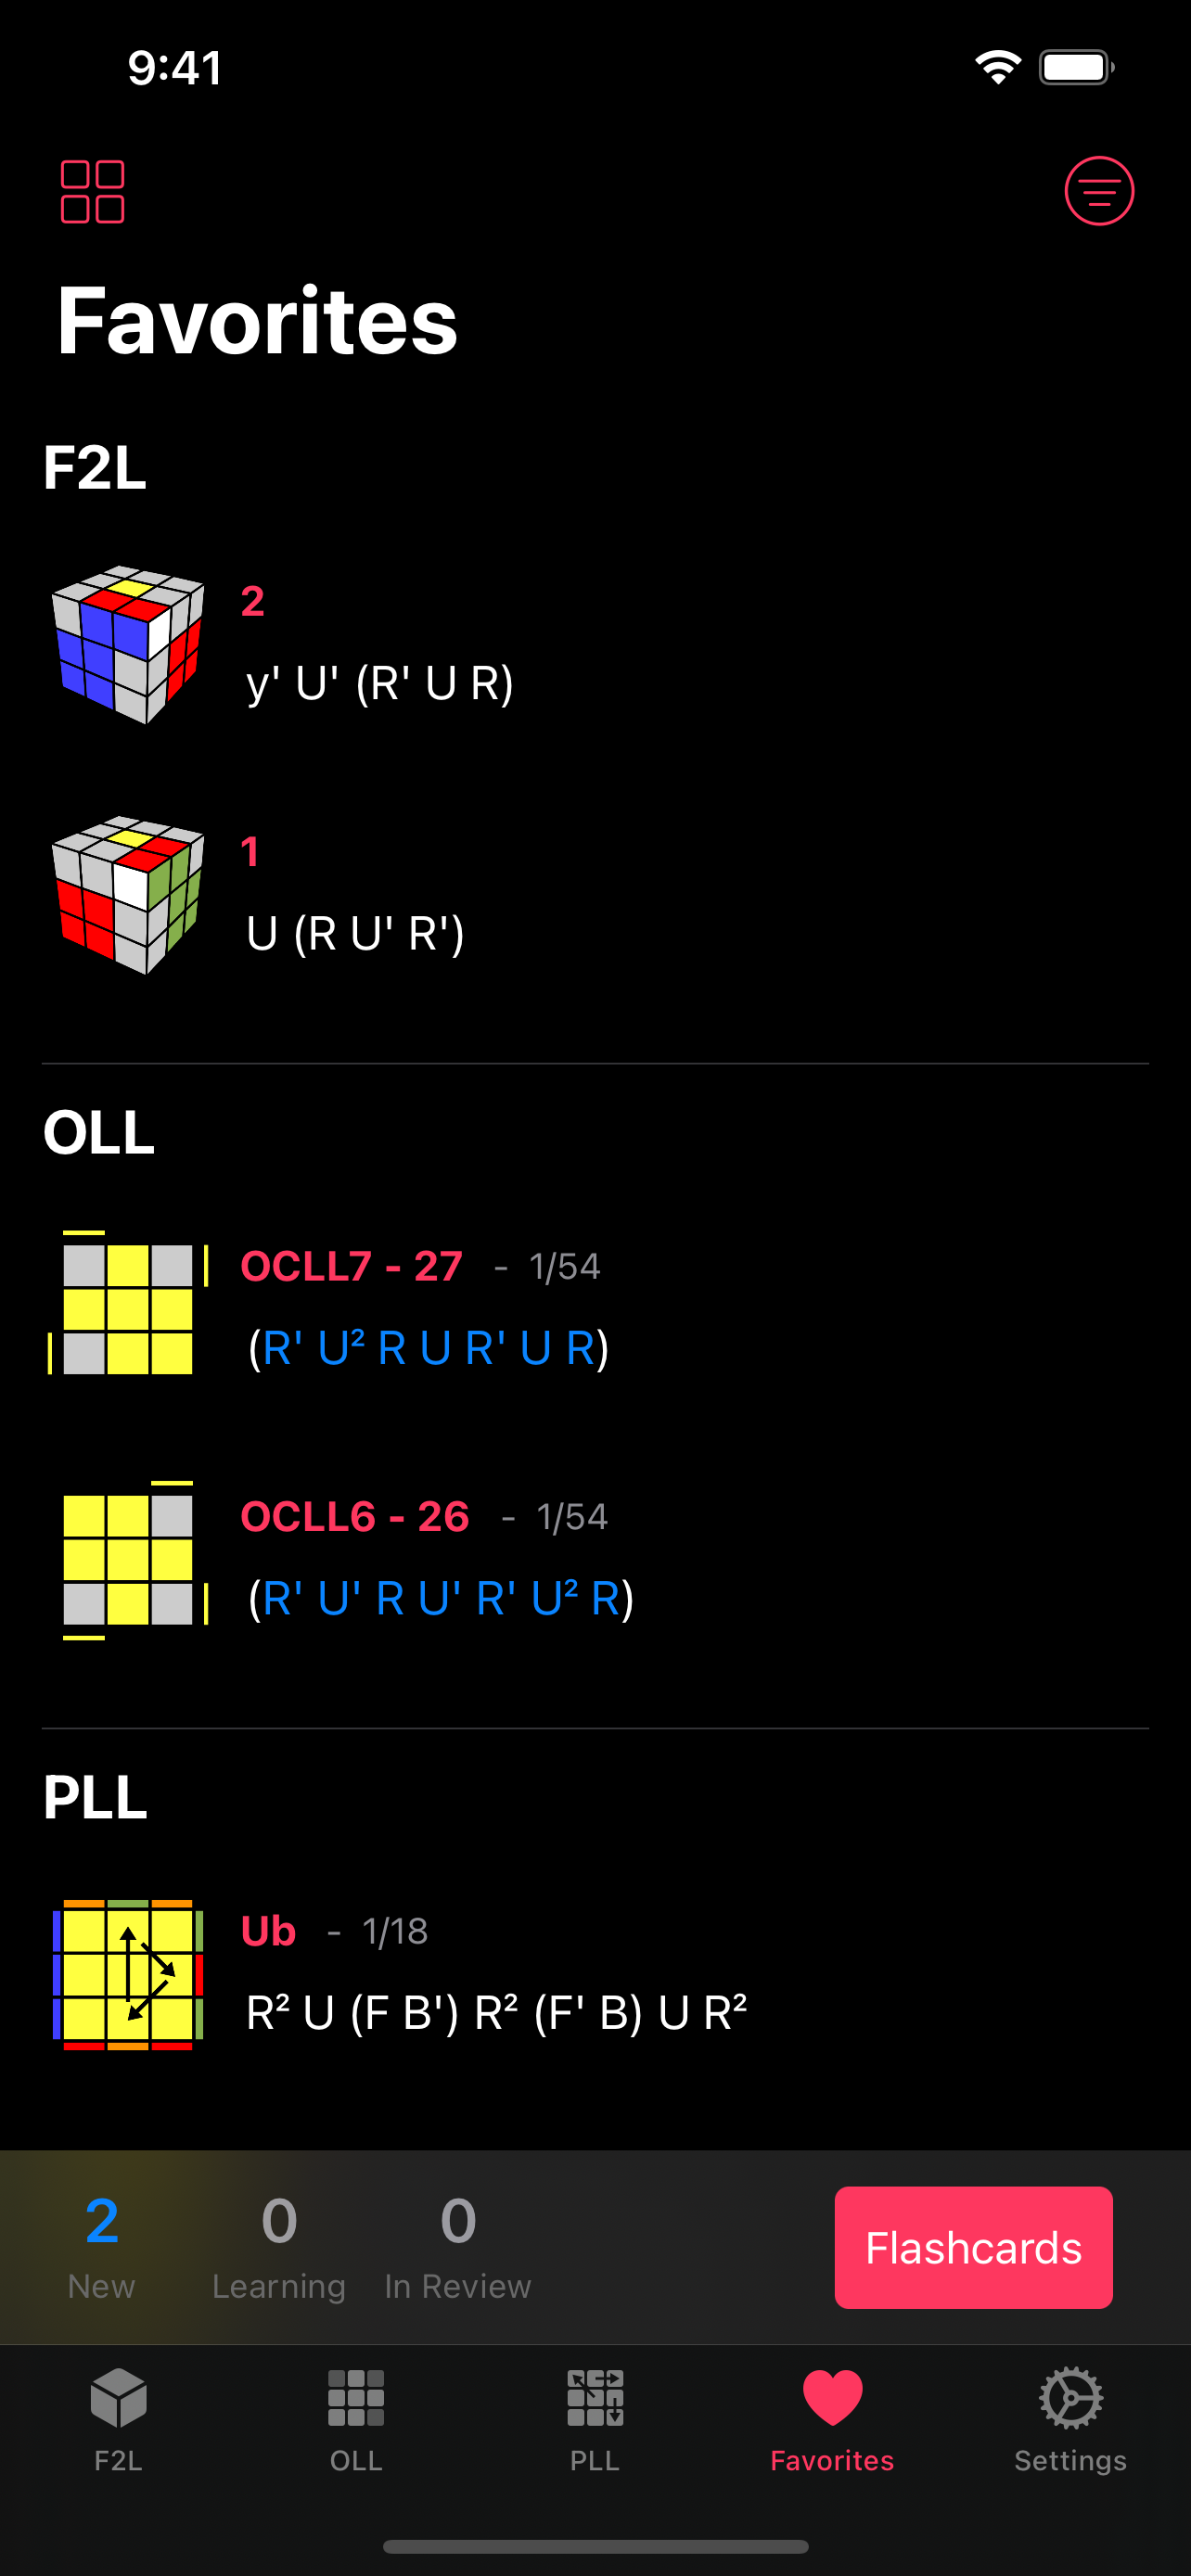 9:41
Favorites
F2L
2
y' U' (R' U R)
1
U (R U' R')
OLL
OCLL7 - 27 - 1/54
(R' U² R U R' U R)
OCLL6 - 26 - 1/54
(R' U' R U' R' U² R)
PLL
Ub - 1/18
R² U (F B') R² (F' B) U R²
2 0 0
New Learning In Review
Flashcards
F2L OLL PLL Favorites Settings